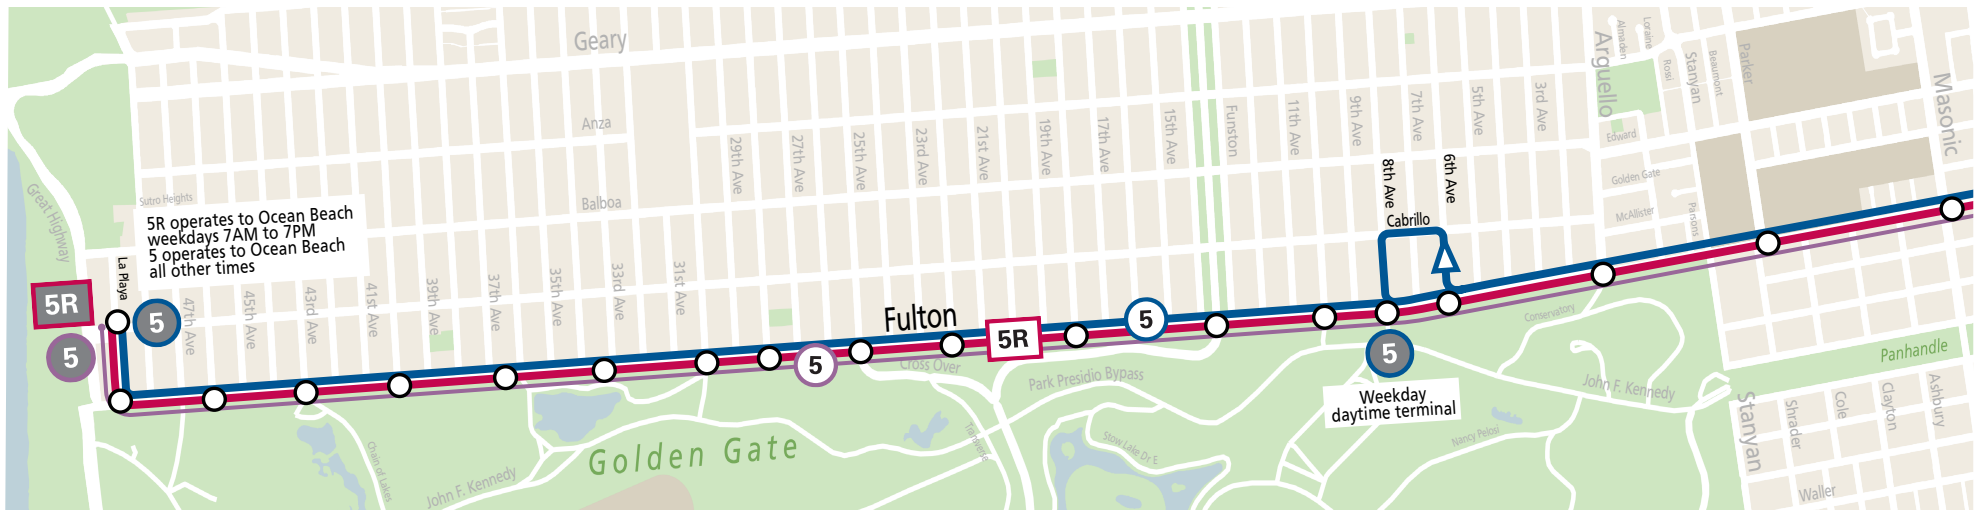 Geary
Anza
Balboa
Sutro Heights
Great Highway
La Playa
5R operates to Ocean Beach
weekdays 7AM to 7PM
5 operates to Ocean Beach
all other times
5R
5
5
47th Ave
45th Ave
43rd Ave
41st Ave
39th Ave
37th Ave
35th Ave
33rd Ave
31st Ave
29th Ave
27th Ave
25th Ave
23rd Ave
21st Ave
19th Ave
17th Ave
15th Ave
Funston
11th Ave
9th Ave
8th Ave
7th Ave
6th Ave
5th Ave
3rd Ave
Cabrillo
Arguello
Almaden
Loraine
Rossi
Stanyan
Beaumont
Parker
Masonic
Edward
Golden Gate
McAllister
Parsons
Fulton
5
5R
5
5
Weekday
daytime terminal
Cross Over
Park Presidio Bypass
Transverse
Stow Lake Dr E
Conservatory
John F. Kennedy
Nancy Pelosi
Panhandle
Stanyan
Shrader
Cole
Clayton
Ashbury
Waller
Golden Gate
John F. Kennedy
Chain of Lakes